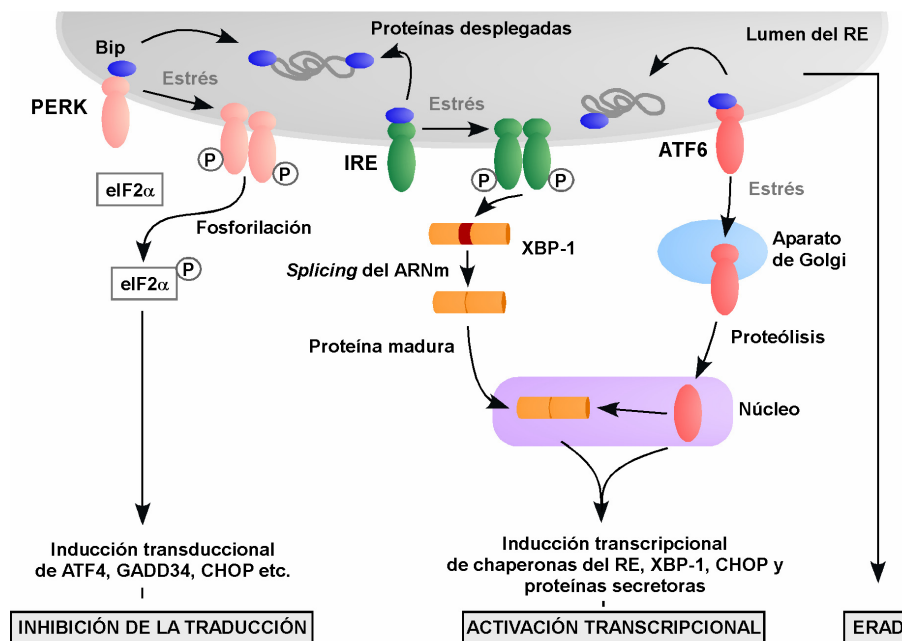 Proteínas desplegadas
Lumen del RE
Bip
Estrés
PERK
Estrés
IRE
ATF6
P
P
P
P
Estrés
eIF2α
Fosforilación
XBP-1
Aparato
de Golgi
eIF2α
P
Splicing del ARNm
Proteína madura
Proteólisis
Núcleo
Inducción transduccional
de ATF4, GADD34, CHOP etc.
Inducción transcripcional
de chaperonas del RE, XBP-1, CHOP y
proteínas secretoras
INHIBICIÓN DE LA TRADUCCIÓN
ACTIVACIÓN TRANSCRIPCIONAL
ERAD